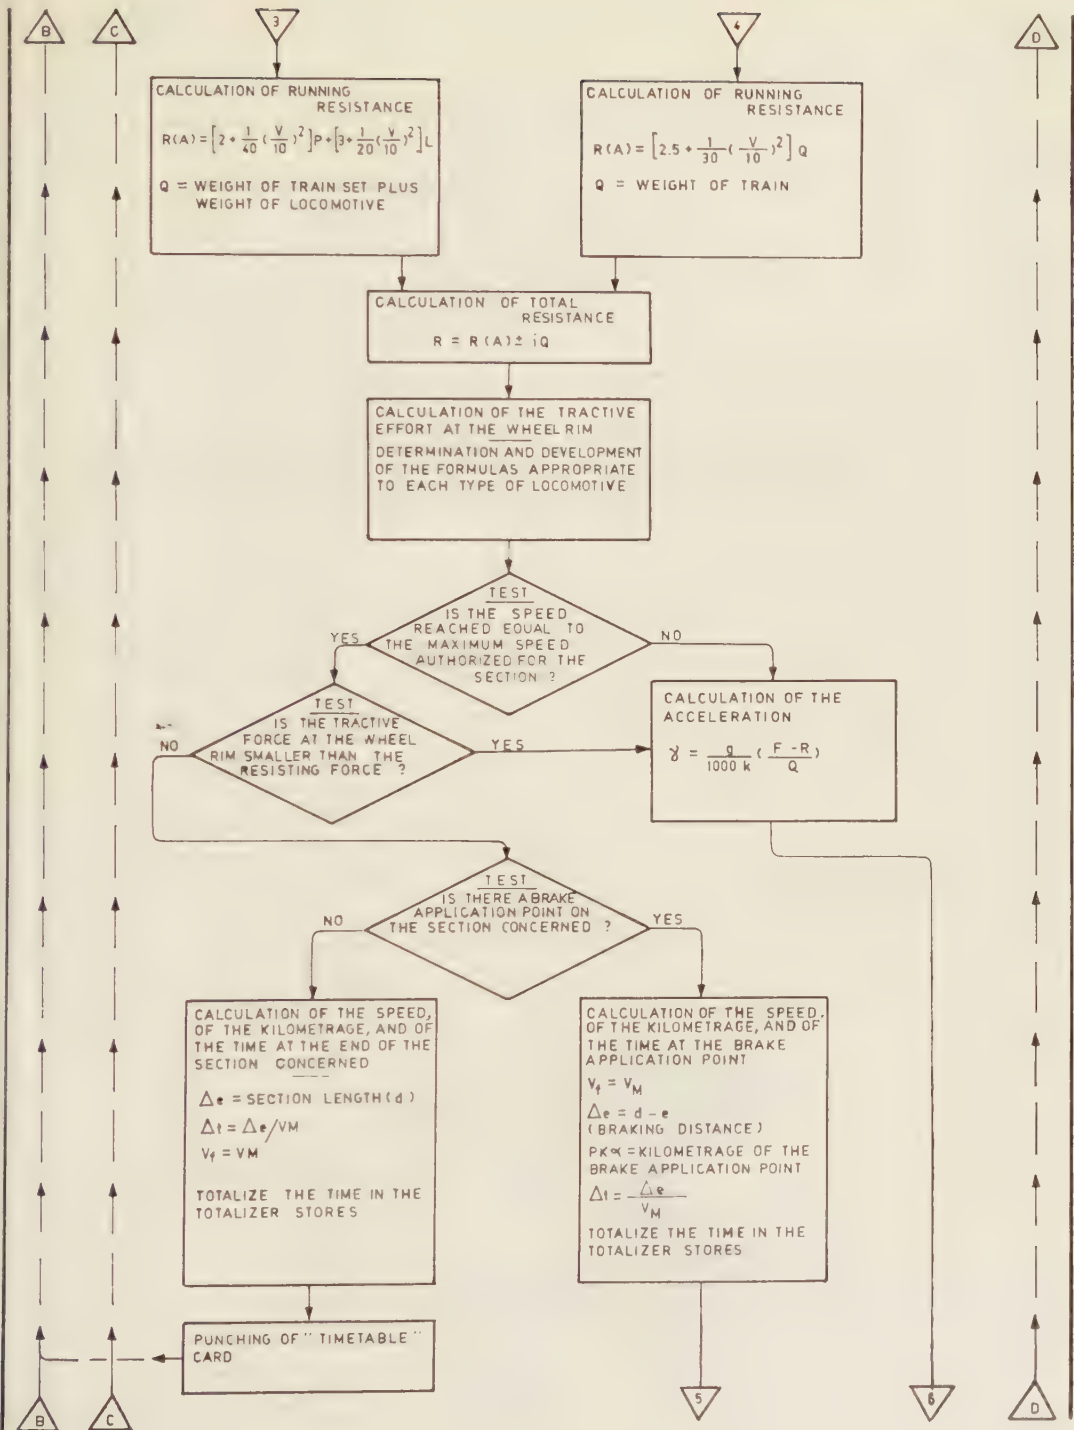 B
C
3
4
D
CALCULATION OF RUNNING
RESISTANCE
R(A) = [2 + 1/40 (V/10)²]P + [3 + 1/20 (V/10)²]L
Q = WEIGHT OF TRAIN SET PLUS
WEIGHT OF LOCOMOTIVE
CALCULATION OF RUNNING
RESISTANCE
R(A) = [2.5 + 1/30 (V/10)²] Q
Q = WEIGHT OF TRAIN
CALCULATION OF TOTAL
RESISTANCE
R = R(A) ± iQ
CALCULATION OF THE TRACTIVE
EFFORT AT THE WHEEL RIM
DETERMINATION AND DEVELOPMENT
OF THE FORMULAS APPROPRIATE
TO EACH TYPE OF LOCOMOTIVE
TEST
IS THE SPEED
REACHED EQUAL TO
THE MAXIMUM SPEED
AUTHORIZED FOR THE
SECTION ?
YES
NO
TEST
IS THE TRACTIVE
FORCE AT THE WHEEL
RIM SMALLER THAN THE
RESISTING FORCE ?
NO
YES
CALCULATION OF THE
ACCELERATION
γ = g/1000 k (F - R/Q)
TEST
IS THERE A BRAKE
APPLICATION POINT ON
THE SECTION CONCERNED ?
NO
YES
CALCULATION OF THE SPEED,
OF THE KILOMETRAGE, AND OF
THE TIME AT THE END OF THE
SECTION CONCERNED
Δe = SECTION LENGTH (d)
Δt = Δe/VM
Vf = VM
TOTALIZE THE TIME IN THE
TOTALIZER STORES
CALCULATION OF THE SPEED,
OF THE KILOMETRAGE, AND OF
THE TIME AT THE BRAKE
APPLICATION POINT
Vf = VM
Δe = d - e
(BRAKING DISTANCE)
PK∝ = KILOMETRAGE OF THE
BRAKE APPLICATION POINT
Δt = Δe/VM
TOTALIZE THE TIME IN THE
TOTALIZER STORES
PUNCHING OF "TIMETABLE"
CARD
B
C
5
6
D